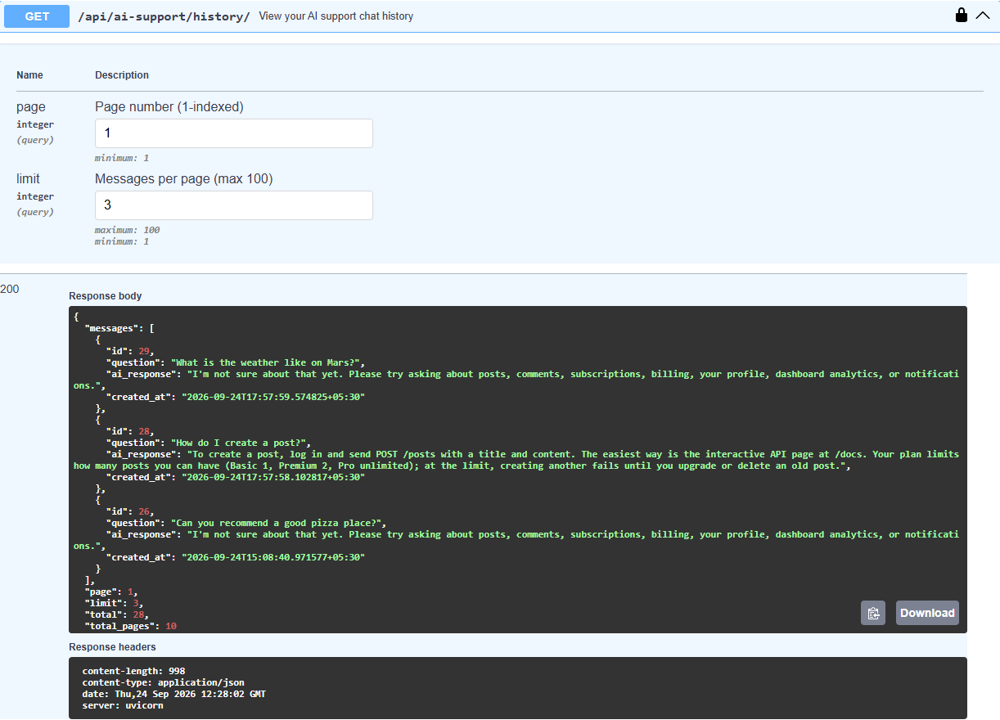 GET /api/ai-support/history/ View your AI support chat history
Name Description
page Page number (1-indexed)
integer 1
(query)
minimum: 1
limit Messages per page (max 100)
integer 3
(query)
maximum: 100
minimum: 1
200
Response body
{
  "messages": [
    {
      "id": 29,
      "question": "What is the weather like on Mars?",
      "ai_response": "I'm not sure about that yet. Please try asking about posts, comments, subscriptions, billing, your profile, dashboard analytics, or notificati
ons.",
      "created_at": "2026-09-24T17:57:59.574825+05:30"
    },
    {
      "id": 28,
      "question": "How do I create a post?",
      "ai_response": "To create a post, log in and send POST /posts with a title and content. The easiest way is the interactive API page at /docs. Your plan limits
how many posts you can have (Basic 1, Premium 2, Pro unlimited); at the limit, creating another fails until you upgrade or delete an old post.",
      "created_at": "2026-09-24T17:57:58.102817+05:30"
    },
    {
      "id": 26,
      "question": "Can you recommend a good pizza place?",
      "ai_response": "I'm not sure about that yet. Please try asking about posts, comments, subscriptions, billing, your profile, dashboard analytics, or notificati
ons.",
      "created_at": "2026-09-24T15:08:40.971577+05:30"
    }
  ],
  "page": 1,
  "limit": 3,
  "total": 28,
  "total_pages": 10
Download
Response headers
content-length: 998
content-type: application/json
date: Thu,24 Sep 2026 12:28:02 GMT
server: uvicorn